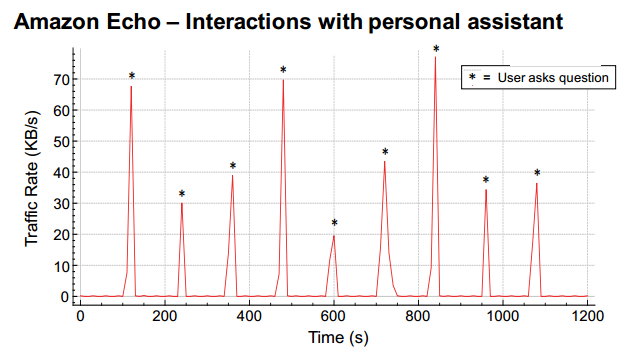 Amazon Echo – Interactions with personal assistant
* = User asks question
* * * * * * * * *
Traffic Rate (KB/s)
70
60
50
40
30
20
10
0
0 200 400 600 800 1000 1200
Time (s)